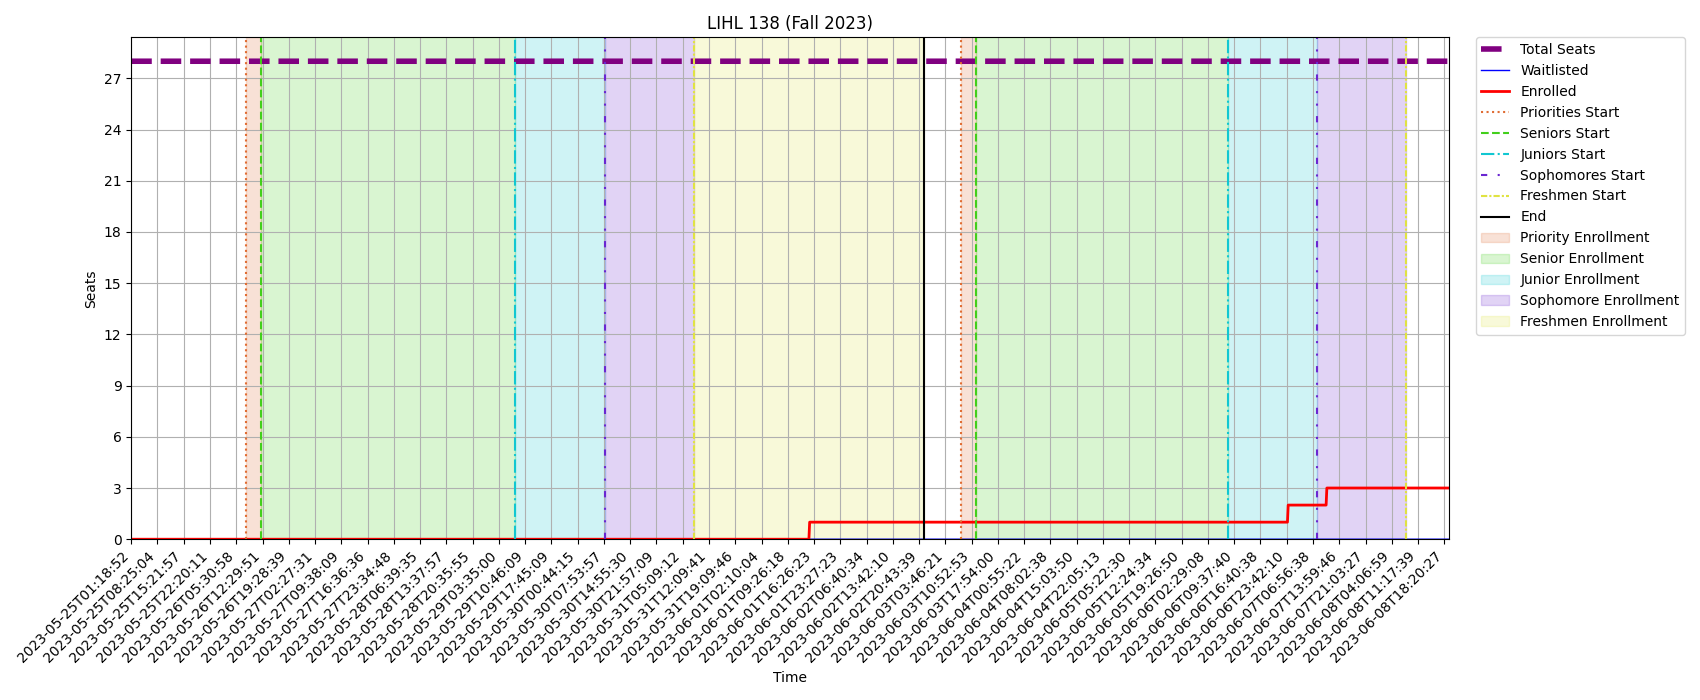 LIHL 138 (Fall 2023)
Total Seats
Waitlisted
Enrolled
Priorities Start
Seniors Start
Juniors Start
Sophomores Start
Freshmen Start
End
Priority Enrollment
Senior Enrollment
Junior Enrollment
Sophomore Enrollment
Freshmen Enrollment
Seats
27
24
21
18
15
12
9
6
3
0
2023-05-25T01:18:52
2023-05-25T08:25:04
2023-05-25T15:21:57
2023-05-25T22:20:11
2023-05-26T05:30:58
2023-05-26T12:29:51
2023-05-26T19:28:39
2023-05-27T02:27:31
2023-05-27T09:38:09
2023-05-27T16:36:36
2023-05-27T23:34:48
2023-05-28T06:39:35
2023-05-28T13:37:57
2023-05-28T20:35:55
2023-05-29T03:35:00
2023-05-29T10:46:09
2023-05-29T17:45:09
2023-05-30T00:44:15
2023-05-30T07:53:57
2023-05-30T14:55:30
2023-05-30T21:57:09
2023-05-31T05:09:12
2023-05-31T12:09:41
2023-05-31T19:09:46
2023-06-01T02:10:04
2023-06-01T09:26:18
2023-06-01T16:26:23
2023-06-01T23:27:23
2023-06-02T06:40:34
2023-06-02T13:42:10
2023-06-02T20:43:39
2023-06-03T03:46:21
2023-06-03T10:52:53
2023-06-03T17:54:00
2023-06-04T00:55:22
2023-06-04T08:02:38
2023-06-04T15:03:50
2023-06-04T22:05:13
2023-06-05T05:22:30
2023-06-05T12:24:34
2023-06-05T19:26:50
2023-06-06T02:29:08
2023-06-06T09:37:40
2023-06-06T16:40:38
2023-06-06T23:42:16
2023-06-07T06:56:38
2023-06-07T13:59:46
2023-06-07T21:03:27
2023-06-08T04:06:59
2023-06-08T11:17:39
2023-06-08T18:20:27
Time